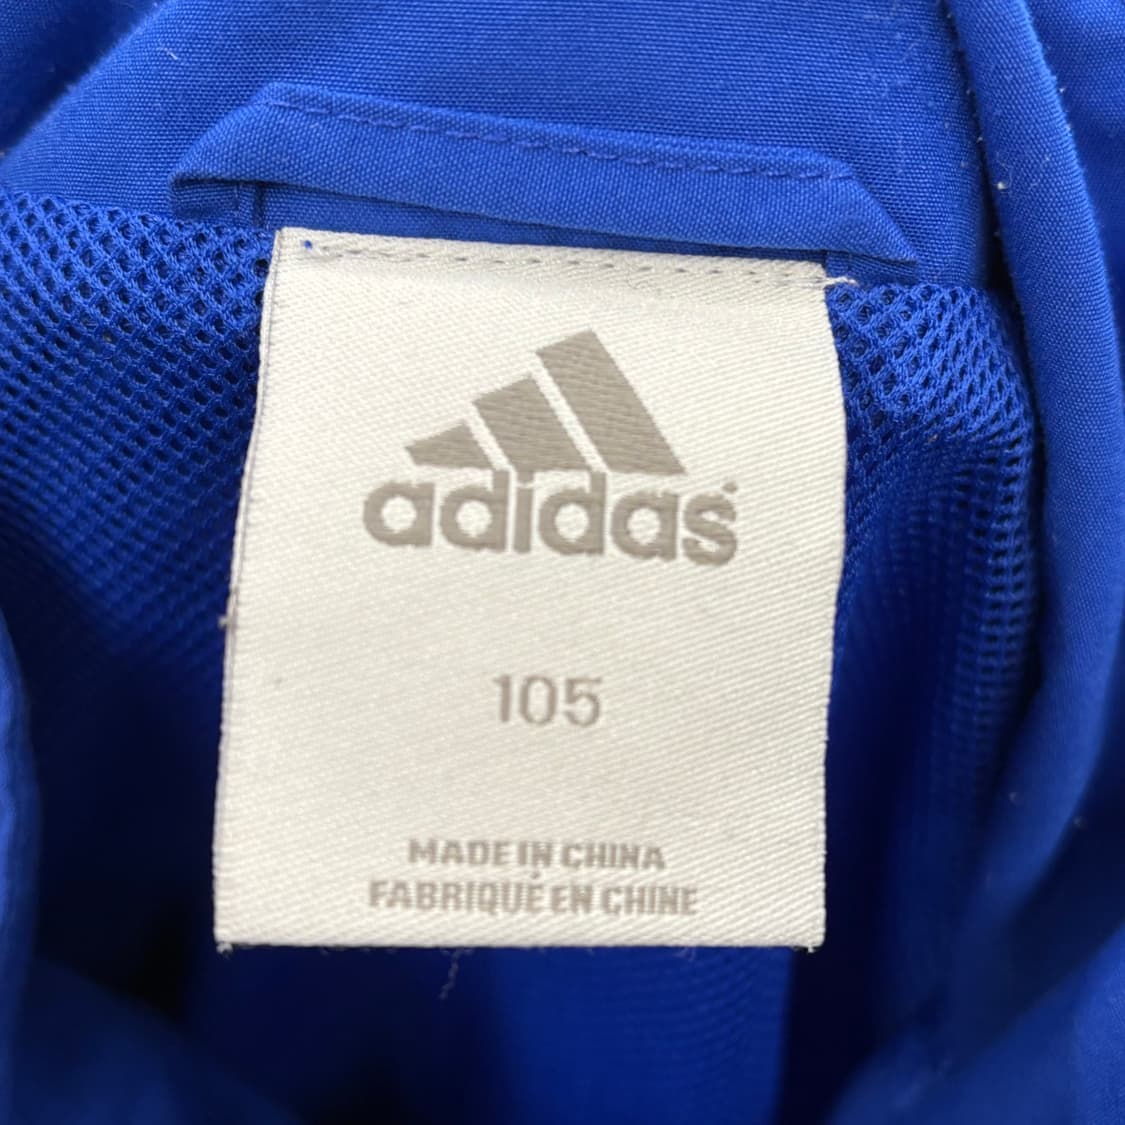 adidas
105
MADE IN CHINA
FABRIQUÉ EN CHINE